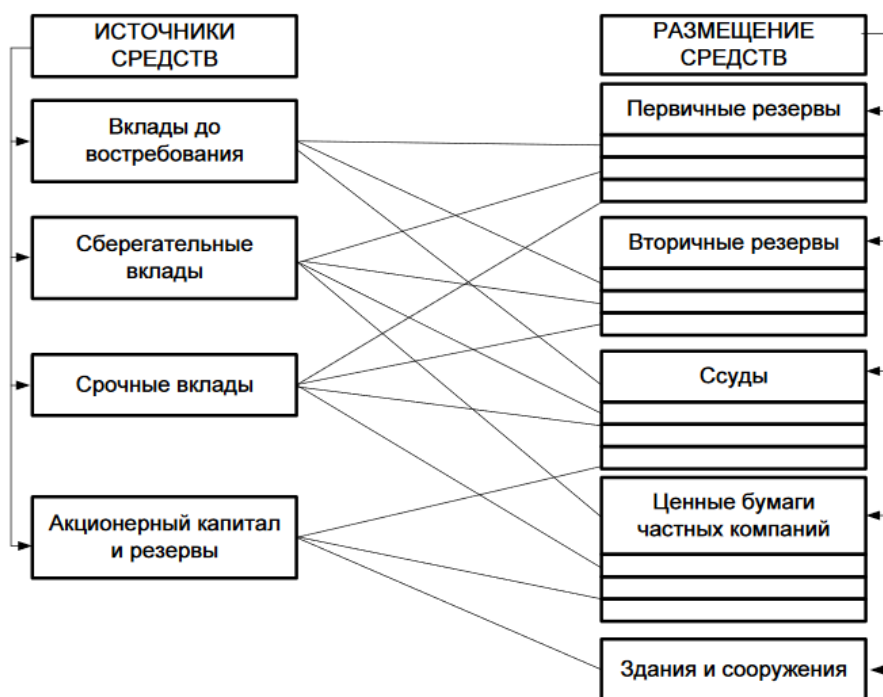 ИСТОЧНИКИ
СРЕДСТВ
Вклады до
востребования
Сберегательные
вклады
Срочные вклады
Акционерный капитал
и резервы
РАЗМЕЩЕНИЕ
СРЕДСТВ
Первичные резервы
Вторичные резервы
Ссуды
Ценные бумаги
частных компаний
Здания и сооружения